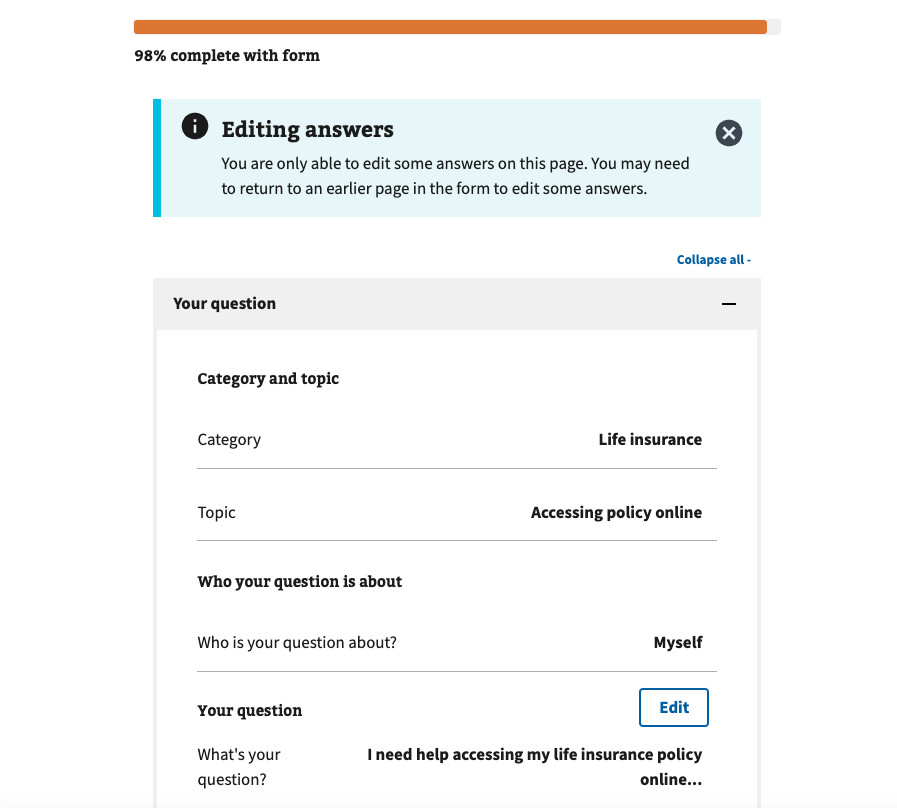 98% complete with form
Editing answers
You are only able to edit some answers on this page. You may need
to return to an earlier page in the form to edit some answers.
Collapse all -
Your question
Category and topic
Category Life insurance
Topic Accessing policy online
Who your question is about
Who is your question about? Myself
Your question Edit
What's your I need help accessing my life insurance policy
question? online...